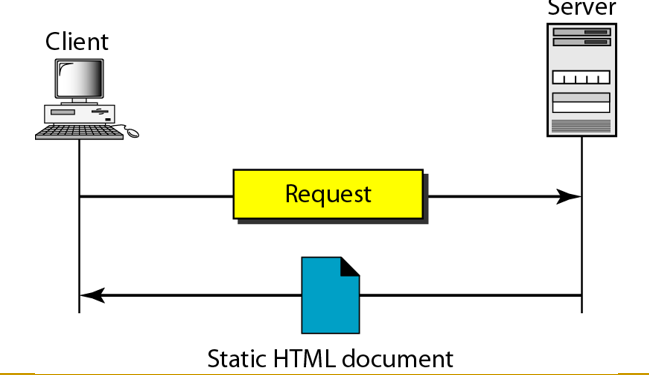 Server
Client
Request
Static HTML document